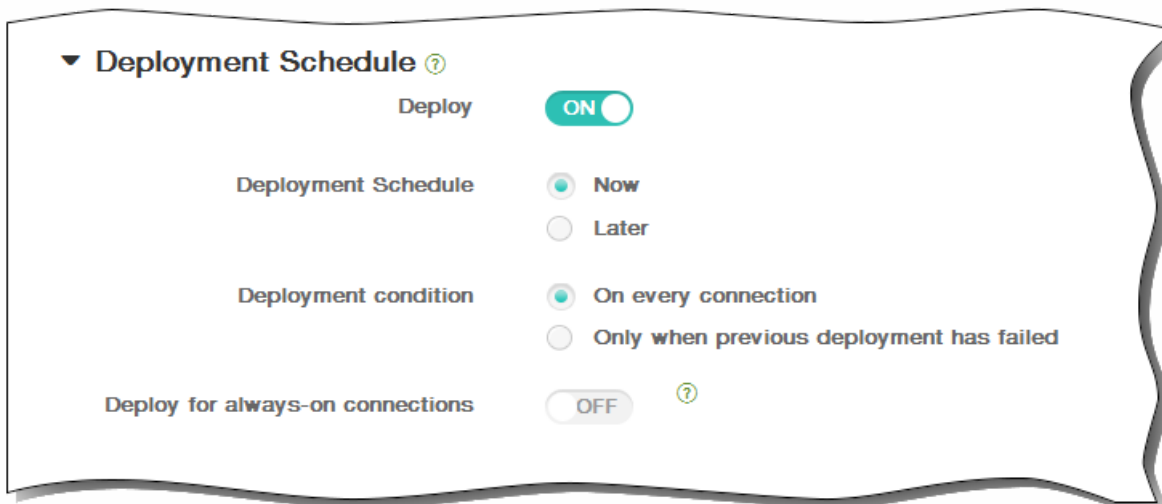 Deployment Schedule ?
Deploy ON
Deployment Schedule Now
Later
Deployment condition On every connection
Only when previous deployment has failed
Deploy for always-on connections OFF ?